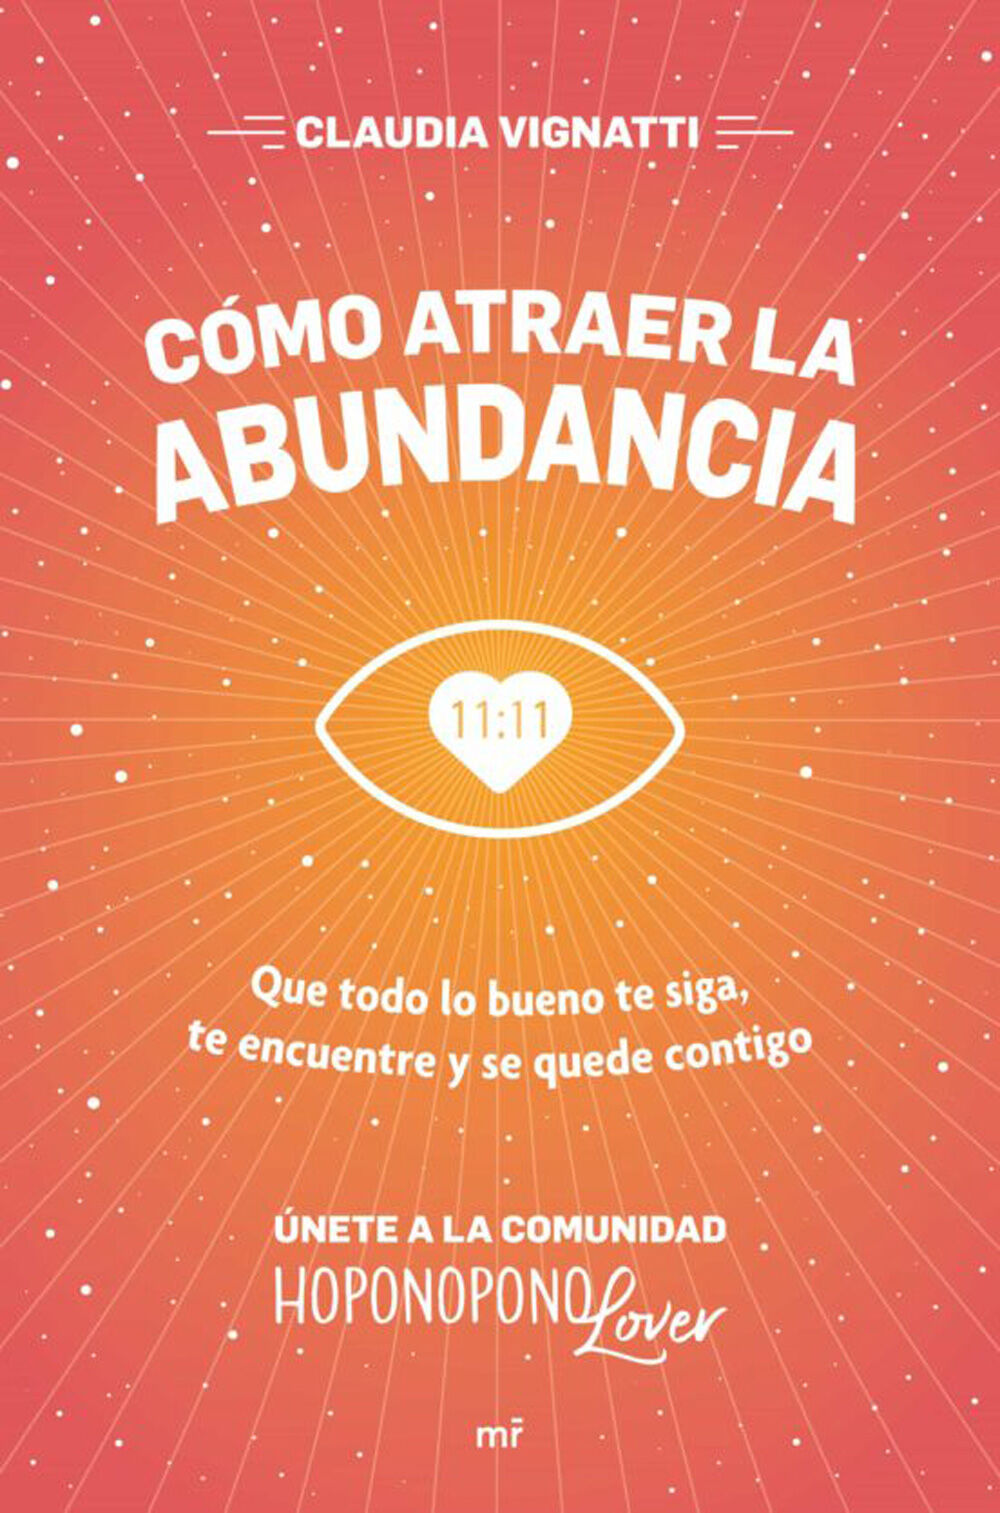 CLAUDIA VIGNATTI
CÓMO ATRAER LA
ABUNDANCIA
11:11
Que todo lo bueno te siga,
te encuentre y se quede contigo
ÚNETE A LA COMUNIDAD
HOPONOPONO Lover
mr̄